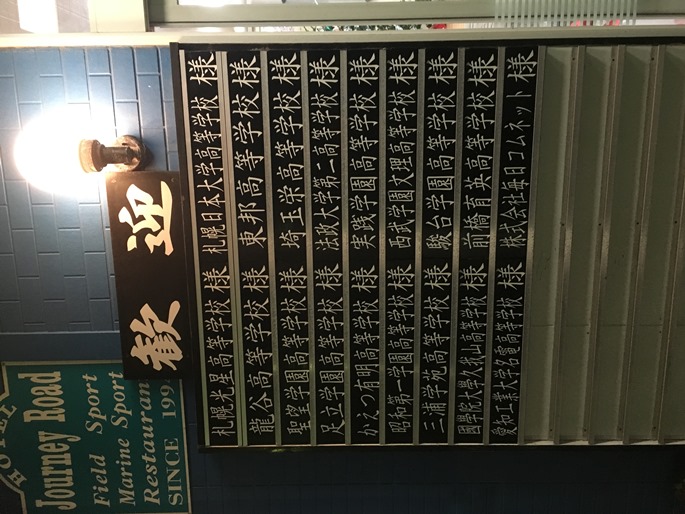 歓迎
札幌光生高等学校 様
札幌日本大学高等学校 様
龍谷高等学校 様
東邦高等学校 様
聖望学園高等学校 様
埼玉栄高等学校 様
足立学園高等学校 様
法政大学第二高等学校 様
かえつ有明高等学校 様
実践学園高等学校 様
昭和第一学園高等学校 様
西武学園文理高等学校 様
三浦学苑高等学校 様
駿台学園高等学校 様
國學院大學久我山高等学校 様
前橋育英高等学校 様
愛知工業大学名電高等学校 様
株式会社毎日コムネット 様
HOTEL
Journey Road
Field Sport
Marine Sport
Restaurant
SINCE 199